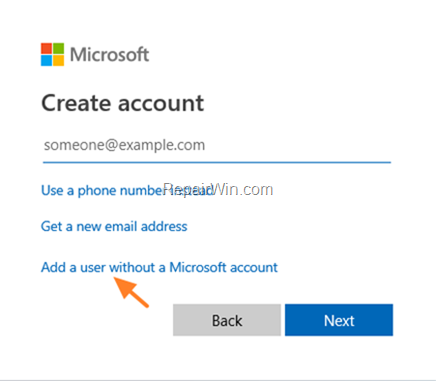 Microsoft
Create account
someone@example.com
Use a phone number instead
RepairWin.com
Get a new email address
Add a user without a Microsoft account
Back
Next